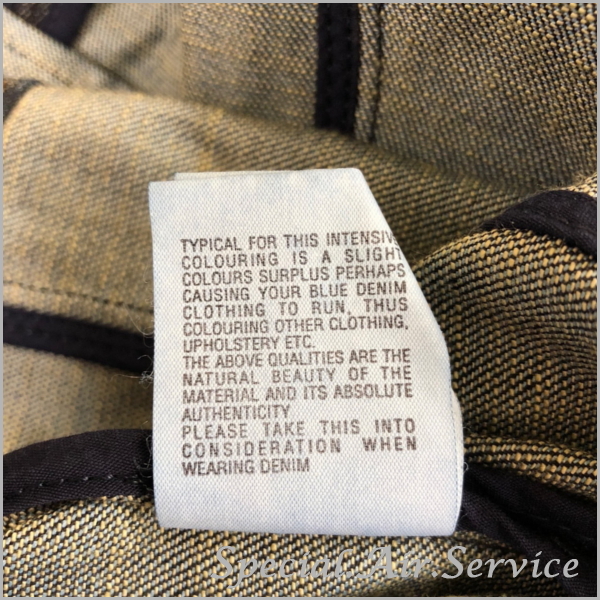 TYPICAL FOR THIS INTENSIVE
COLOURING IS A SLIGHT
COLOURS SURPLUS PERHAPS
CAUSING YOUR BLUE DENIM
CLOTHING TO RUN, THUS
COLOURING OTHER CLOTHING,
UPHOLSTERY ETC.
THE ABOVE QUALITIES ARE THE
NATURAL BEAUTY OF THE
MATERIAL AND ITS ABSOLUTE
AUTHENTICITY
PLEASE TAKE THIS INTO
CONSIDERATION WHEN
WEARING DENIM
Special Air Service